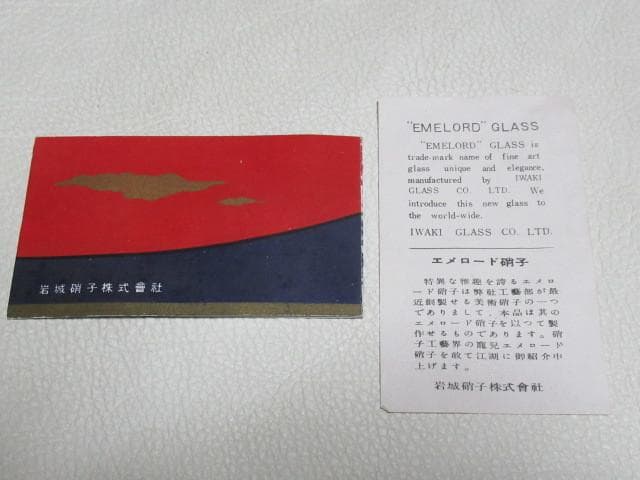 岩城硝子株式會社
"EMELORD" GLASS
"EMELORD" GLASS is
trade-mark name of fine art
glass unique and elegance,
manufactured by IWAKI
GLASS CO. LTD. We
introduce this new glass to
the world-wide.
IWAKI GLASS CO. LTD.
エメロード硝子
特異な雅趣を誇るエメロ
ード硝子は弊社工藝部が最
近創製せる美術硝子の一つ
でありまして、本品は其の
エメロード硝子を以つて製
作せるものであります。硝
子工藝界の寵兒エメロード
硝子を敢て江湖に御紹介申
上げます。
岩城硝子株式會社